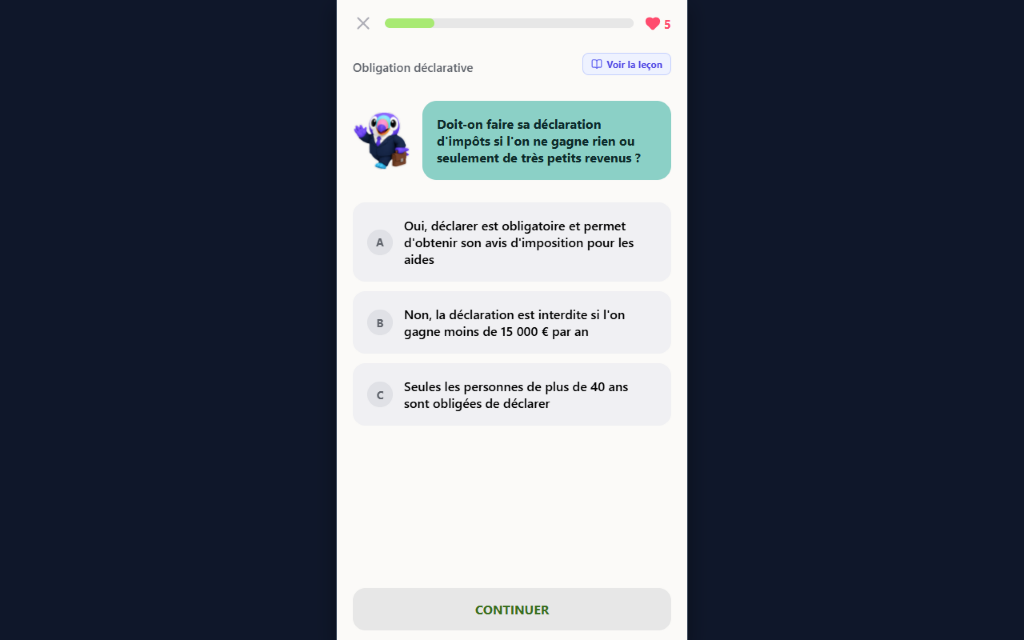 5
Obligation déclarative
Voir la leçon
Doit-on faire sa déclaration
d'impôts si l'on ne gagne rien ou
seulement de très petits revenus ?
A
Oui, déclarer est obligatoire et permet
d'obtenir son avis d'imposition pour les
aides
B
Non, la déclaration est interdite si l'on
gagne moins de 15 000 € par an
C
Seules les personnes de plus de 40 ans
sont obligées de déclarer
CONTINUER